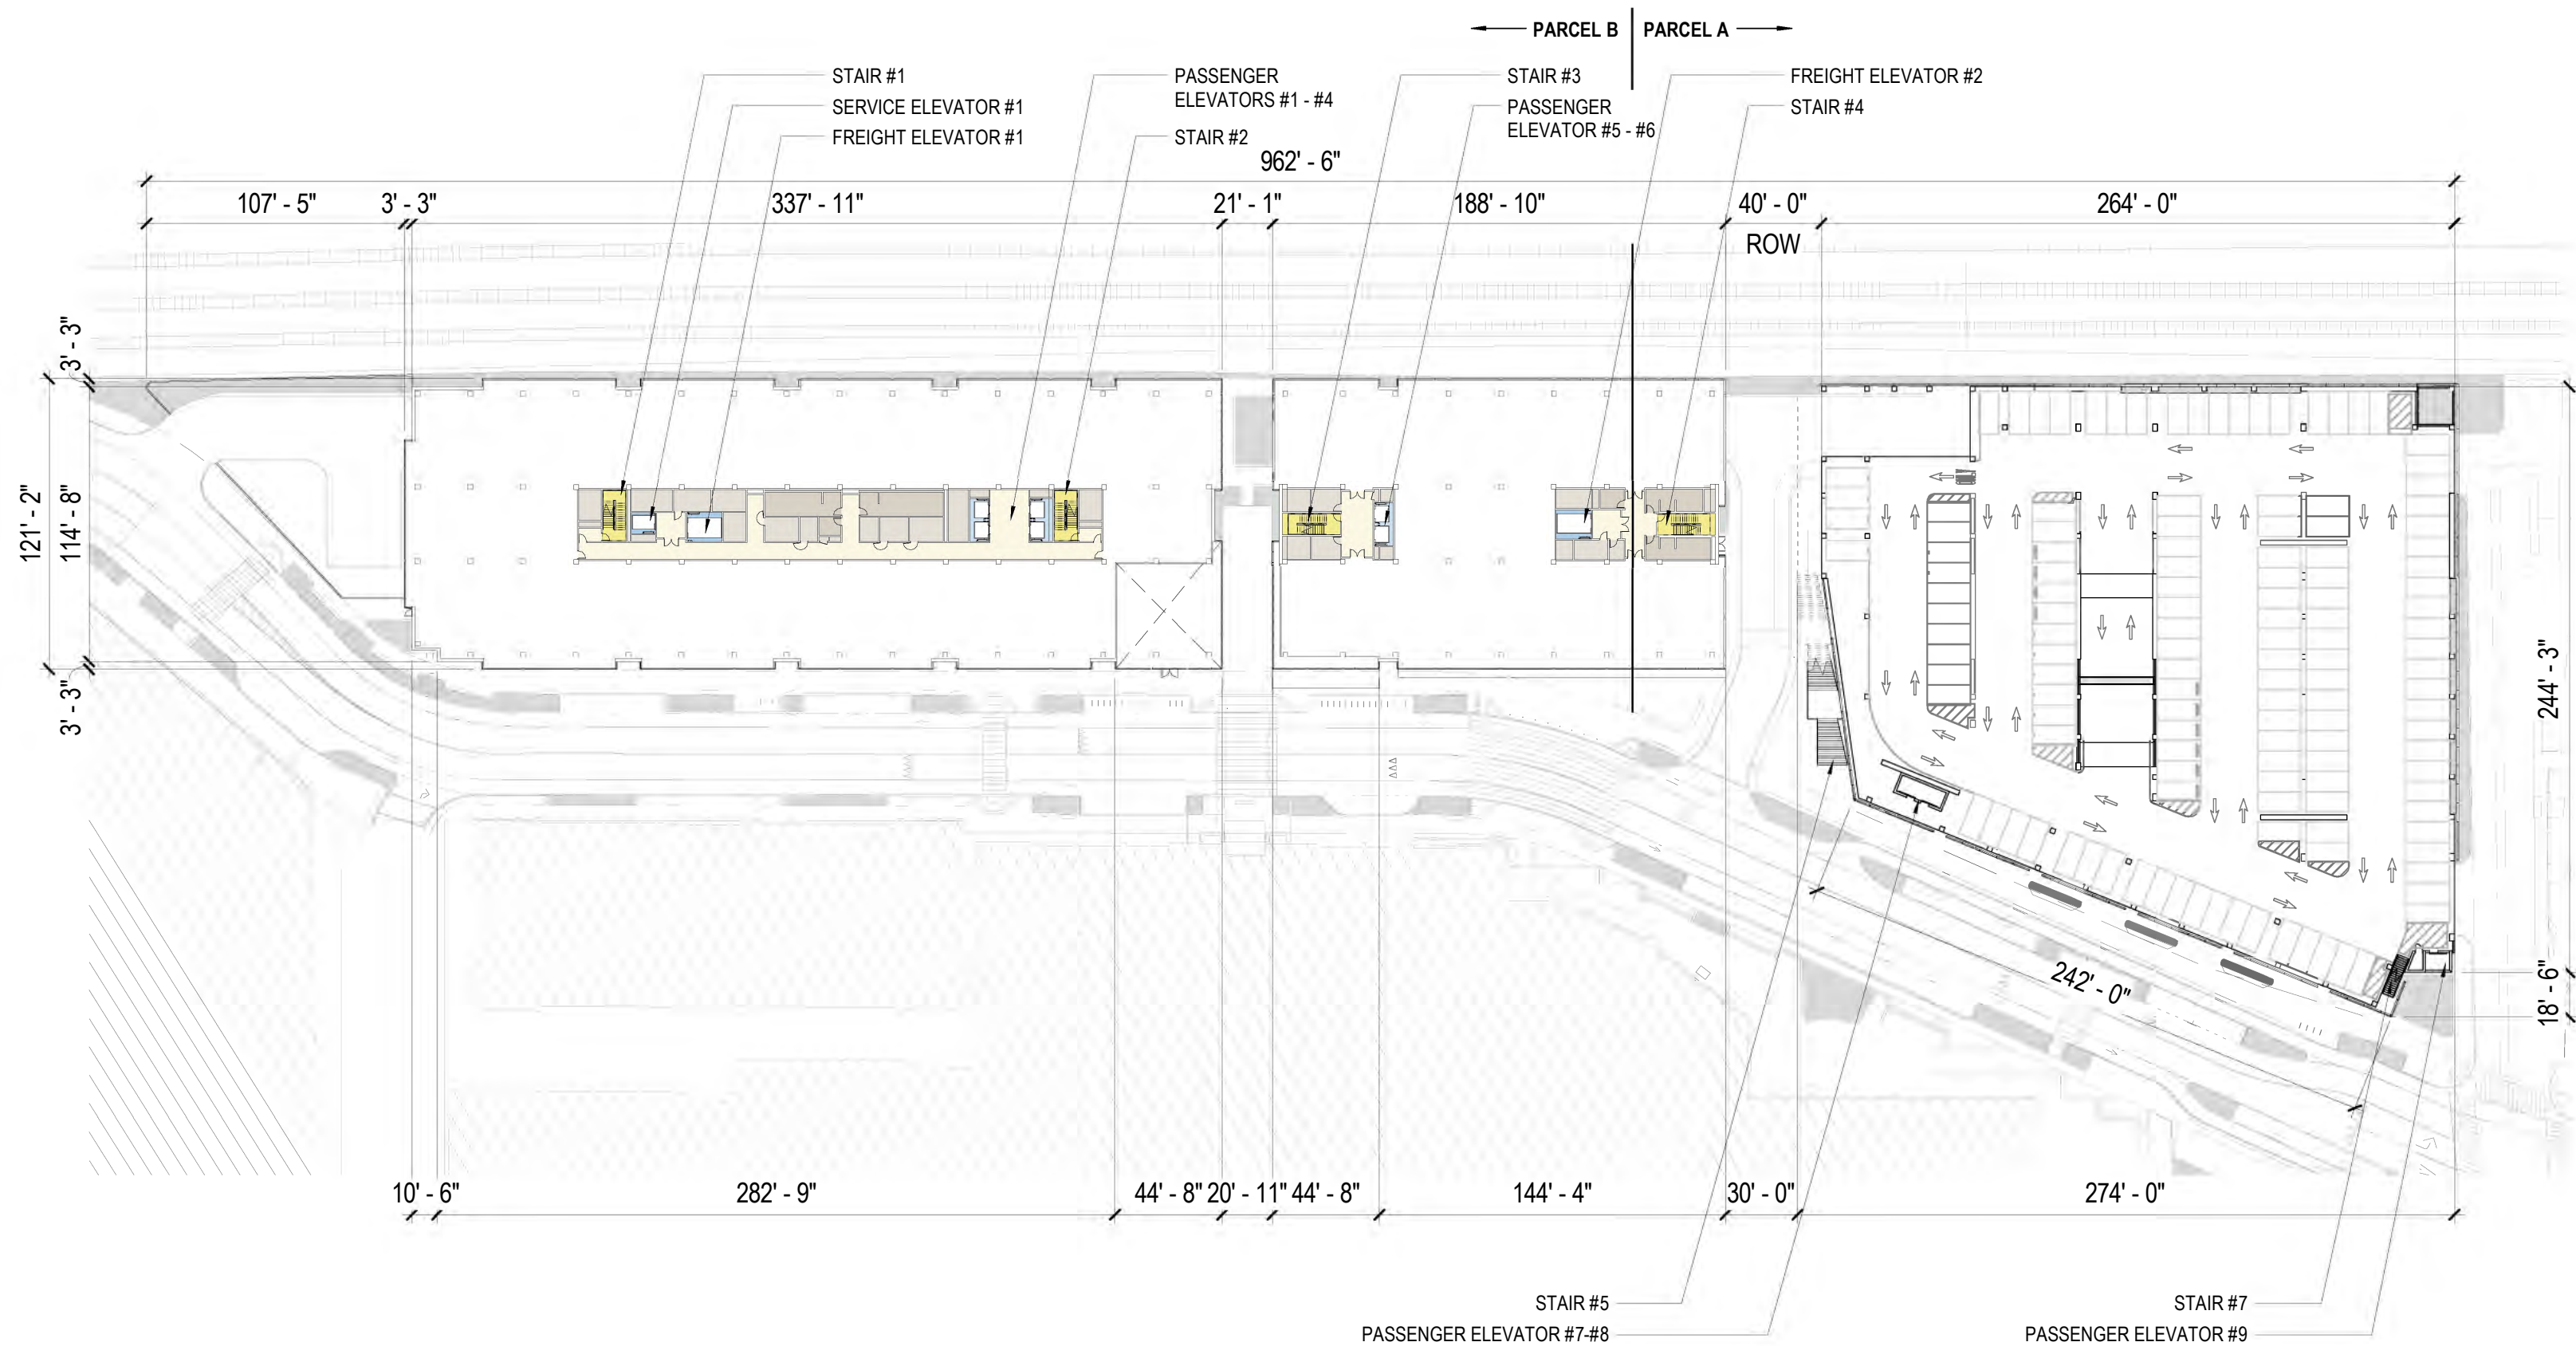 PARCEL B
PARCEL A
STAIR #1
SERVICE ELEVATOR #1
FREIGHT ELEVATOR #1
PASSENGER
ELEVATORS #1 - #4
STAIR #2
STAIR #3
PASSENGER
ELEVATOR #5 - #6
FREIGHT ELEVATOR #2
STAIR #4
962' - 6"
107' - 5"
3' - 3"
337' - 11"
21' - 1"
188' - 10"
40' - 0"
264' - 0"
ROW
3' - 3"
121' - 2"
114' - 8"
3' - 3"
244' - 3"
18' - 6"
242' - 0"
10' - 6"
282' - 9"
44' - 8"
20' - 11"
44' - 8"
144' - 4"
30' - 0"
274' - 0"
STAIR #5
PASSENGER ELEVATOR #7-#8
STAIR #7
PASSENGER ELEVATOR #9